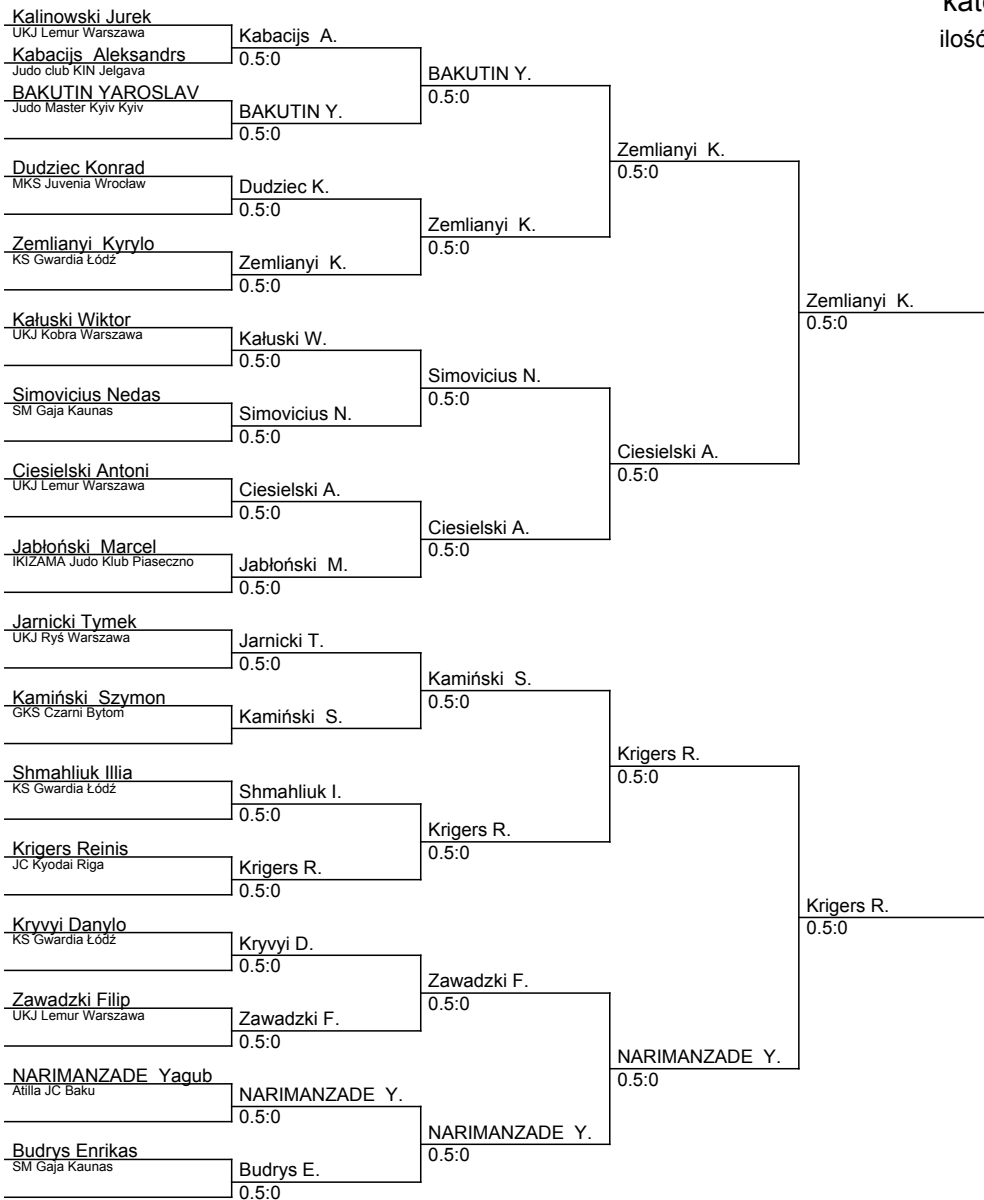 Kalinowski Jurek
UKJ Lemur Warszawa
Kabacijs  Aleksandrs
Judo club KIN Jelgava
BAKUTIN YAROSLAV
Judo Master Kyiv Kyiv
Dudziec Konrad
MKS Juvenia Wrocław
Zemlianyi  Kyrylo
KS Gwardia Łódź
Kałuski Wiktor
UKJ Kobra Warszawa
Simovicius Nedas
SM Gaja Kaunas
Ciesielski Antoni
UKJ Lemur Warszawa
Jabłoński  Marcel
IKIZAMA Judo Klub Piaseczno
Jarnicki Tymek
UKJ Ryś Warszawa
Kamiński  Szymon
GKS Czarni Bytom
Shmahliuk Illia
KS Gwardia Łódź
Krigers Reinis
JC Kyodai Riga
Kryvyi Danylo
KS Gwardia Łódź
Zawadzki Filip
UKJ Lemur Warszawa
NARIMANZADE  Yagub
Atilla JC Baku
Budrys Enrikas
SM Gaja Kaunas
Kabacijs  A.
0.5:0
BAKUTIN Y.
0.5:0
Dudziec K.
0.5:0
Zemlianyi  K.
0.5:0
Kałuski W.
0.5:0
Simovicius N.
0.5:0
Ciesielski A.
0.5:0
Jabłoński  M.
0.5:0
Jarnicki T.
0.5:0
Kamiński  S.
Shmahliuk I.
0.5:0
Krigers R.
0.5:0
Kryvyi D.
0.5:0
Zawadzki F.
0.5:0
NARIMANZADE  Y.
0.5:0
Budrys E.
0.5:0
BAKUTIN Y.
0.5:0
Zemlianyi  K.
0.5:0
Simovicius N.
0.5:0
Ciesielski A.
0.5:0
Kamiński  S.
0.5:0
Krigers R.
0.5:0
Zawadzki F.
0.5:0
NARIMANZADE  Y.
0.5:0
Zemlianyi  K.
0.5:0
Ciesielski A.
0.5:0
Krigers R.
0.5:0
NARIMANZADE  Y.
0.5:0
Zemlianyi  K.
0.5:0
Krigers R.
0.5:0